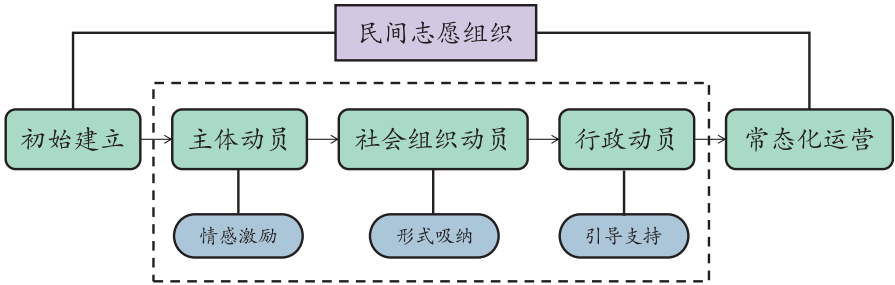 民间志愿组织
初始建立
主体动员
社会组织动员
行政动员
常态化运营
情感激励
形式吸纳
引导支持